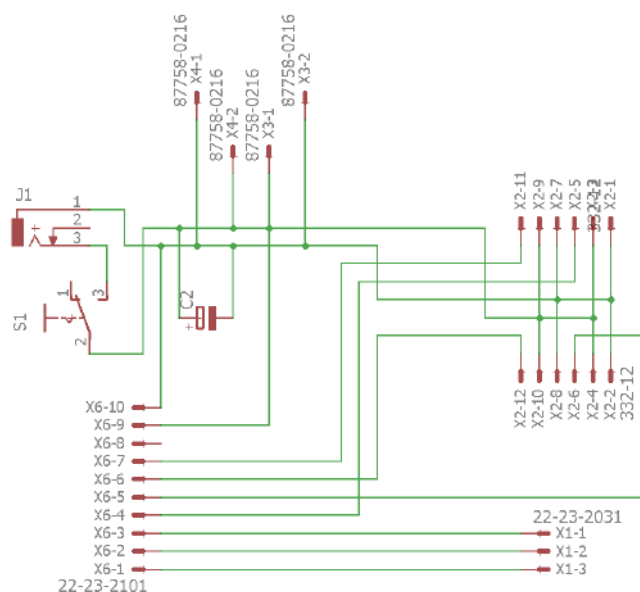 87758-0216
X4-1
87758-0216
X4-2
87758-0216
X3-1
87758-0216
X3-2
J1
1
2
3
+
1
3
2
S1
C2
+
X2-11
X2-9
X2-7
X2-5
332-12
X2-1
X2-12
X2-10
X2-8
X2-6
X2-4
X2-2
332-12
X6-10
X6-9
X6-8
X6-7
X6-6
X6-5
X6-4
X6-3
X6-2
X6-1
22-23-2101
22-23-2031
X1-1
X1-2
X1-3